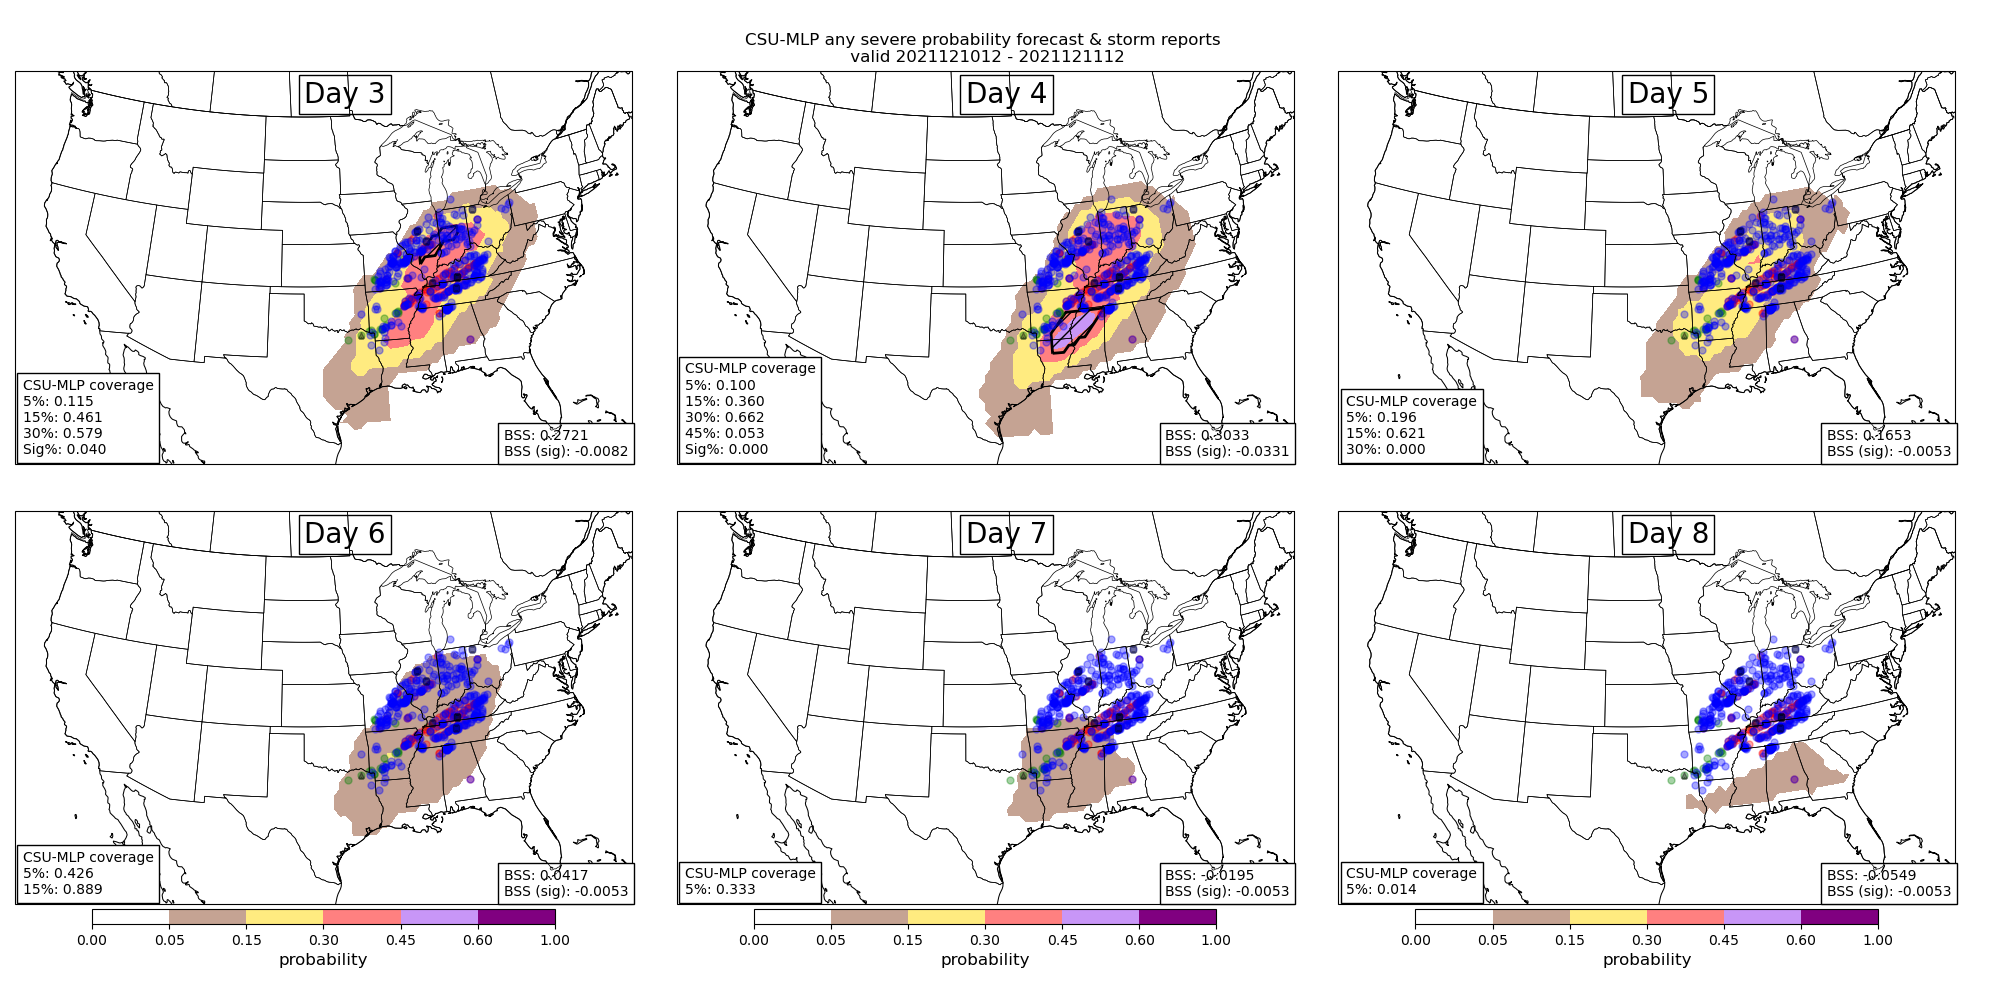 CSU-MLP any severe probability forecast & storm reports
valid 2021121012 - 2021121112
Day 3
CSU-MLP coverage
5%: 0.115
15%: 0.461
30%: 0.579
Sig%: 0.040
BSS: 0.2721
BSS (sig): -0.0082
Day 4
CSU-MLP coverage
5%: 0.100
15%: 0.360
30%: 0.662
45%: 0.053
Sig%: 0.000
BSS: 0.3033
BSS (sig): -0.0331
Day 5
CSU-MLP coverage
5%: 0.196
15%: 0.621
30%: 0.000
BSS: 0.1653
BSS (sig): -0.0053
Day 6
CSU-MLP coverage
5%: 0.426
15%: 0.889
BSS: 0.0417
BSS (sig): -0.0053
Day 7
CSU-MLP coverage
5%: 0.333
BSS: -0.0195
BSS (sig): -0.0053
Day 8
CSU-MLP coverage
5%: 0.014
BSS: -0.0549
BSS (sig): -0.0053
0.00 0.05 0.15 0.30 0.45 0.60 1.00
probability
0.00 0.05 0.15 0.30 0.45 0.60 1.00
probability
0.00 0.05 0.15 0.30 0.45 0.60 1.00
probability